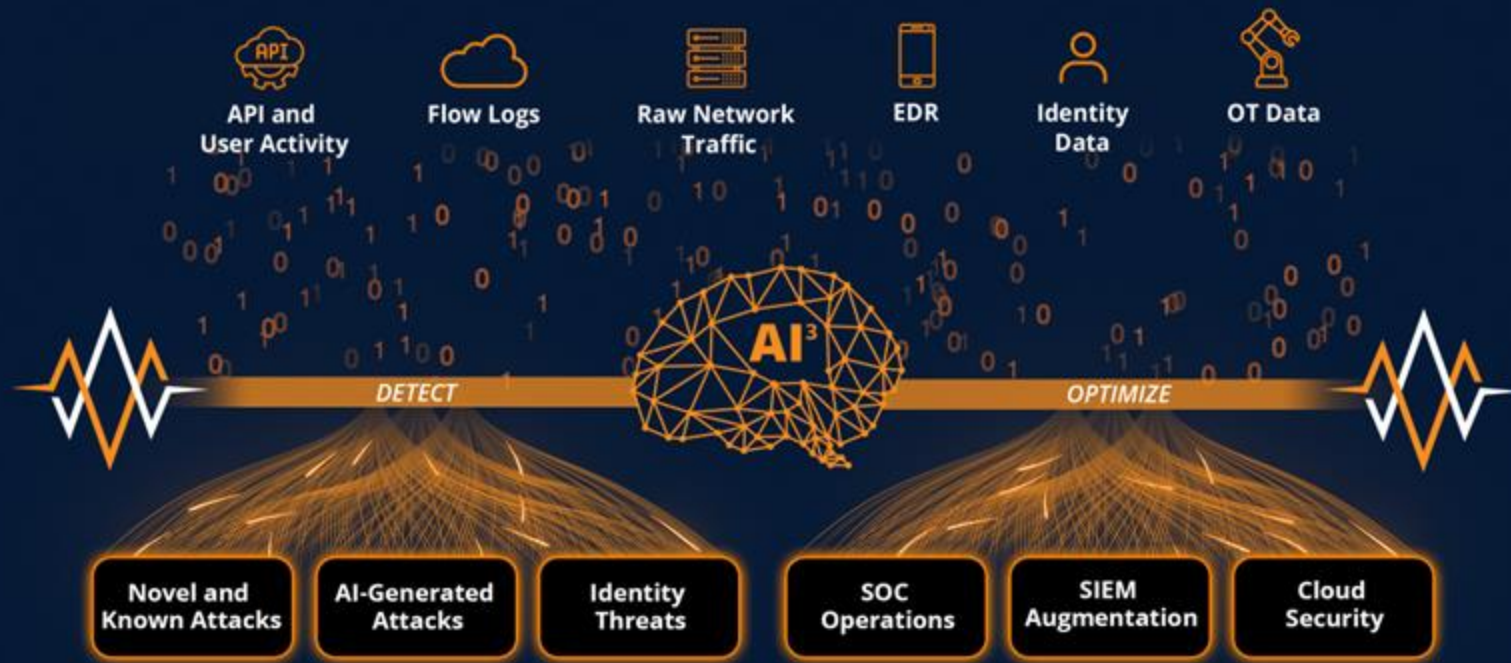 API
API and
User Activity
Flow Logs
Raw Network
Traffic
EDR
Identity
Data
OT Data
AI³
DETECT
OPTIMIZE
Novel and
Known Attacks
AI-Generated
Attacks
Identity
Threats
SOC
Operations
SIEM
Augmentation
Cloud
Security